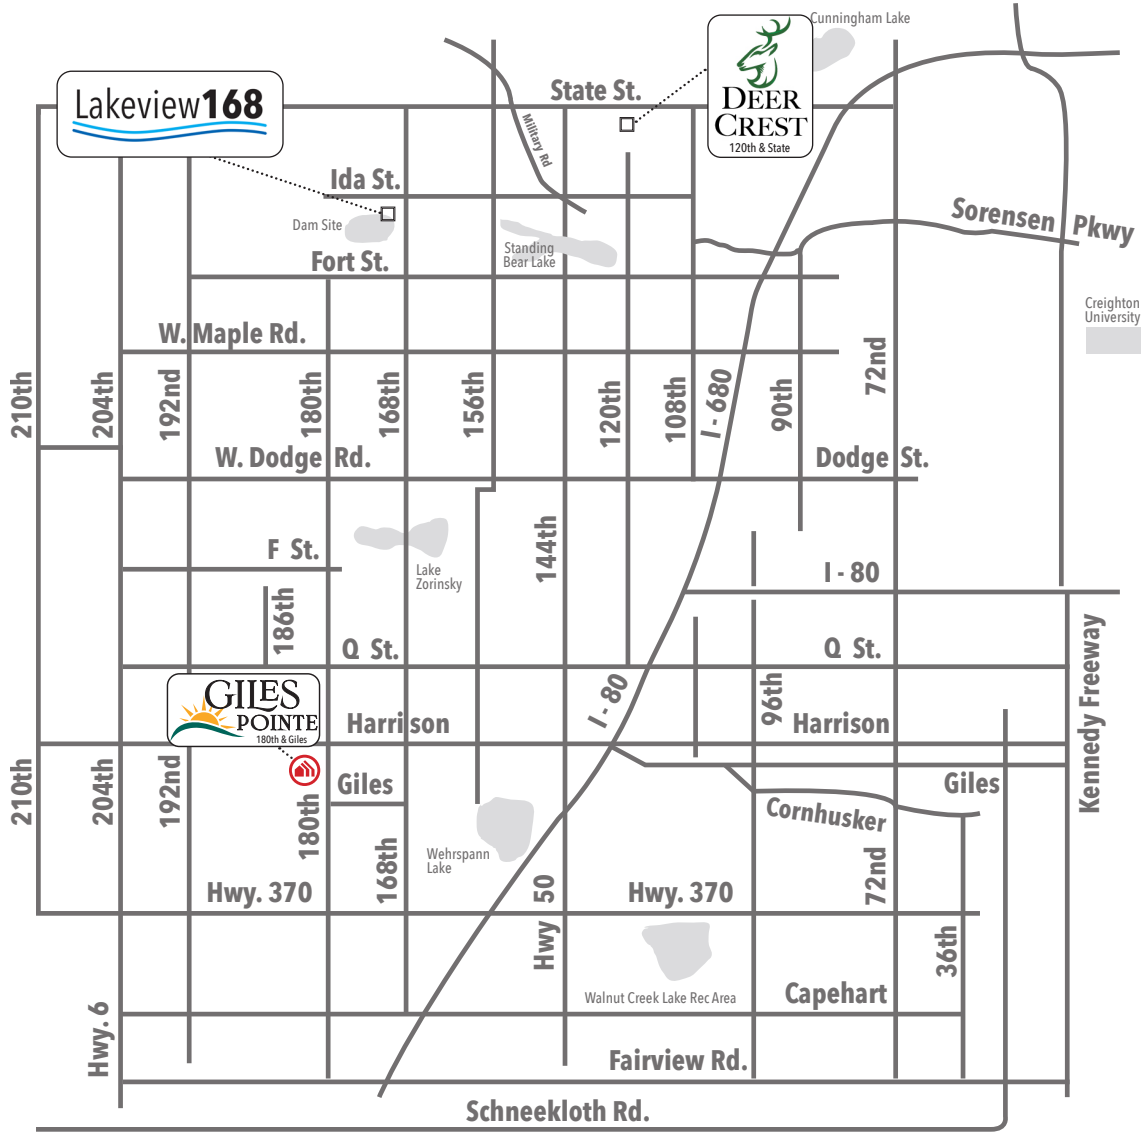 Cunningham Lake
State St.
DEER
CREST
120th & State
Lakeview168
Military Rd
Ida St.
Dam Site
Standing
Bear Lake
Sorensen Pkwy
Fort St.
Creighton
University
W. Maple Rd.
210th
204th
192nd
180th
168th
156th
120th
108th
I - 680
90th
72nd
W. Dodge Rd.
Dodge St.
144th
F St.
Lake
Zorinsky
I - 80
186th
Q St.
Q St.
Kennedy Freeway
GILES
POINTE
180th & Giles
I - 80
96th
Harrison
Harrison
210th
204th
192nd
180th
Giles
Giles
Cornhusker
168th
Wehrspann
Lake
72nd
Hwy. 370
Hwy 50
Hwy. 370
36th
Walnut Creek Lake Rec Area
Capehart
Hwy. 6
Fairview Rd.
Schneekloth Rd.